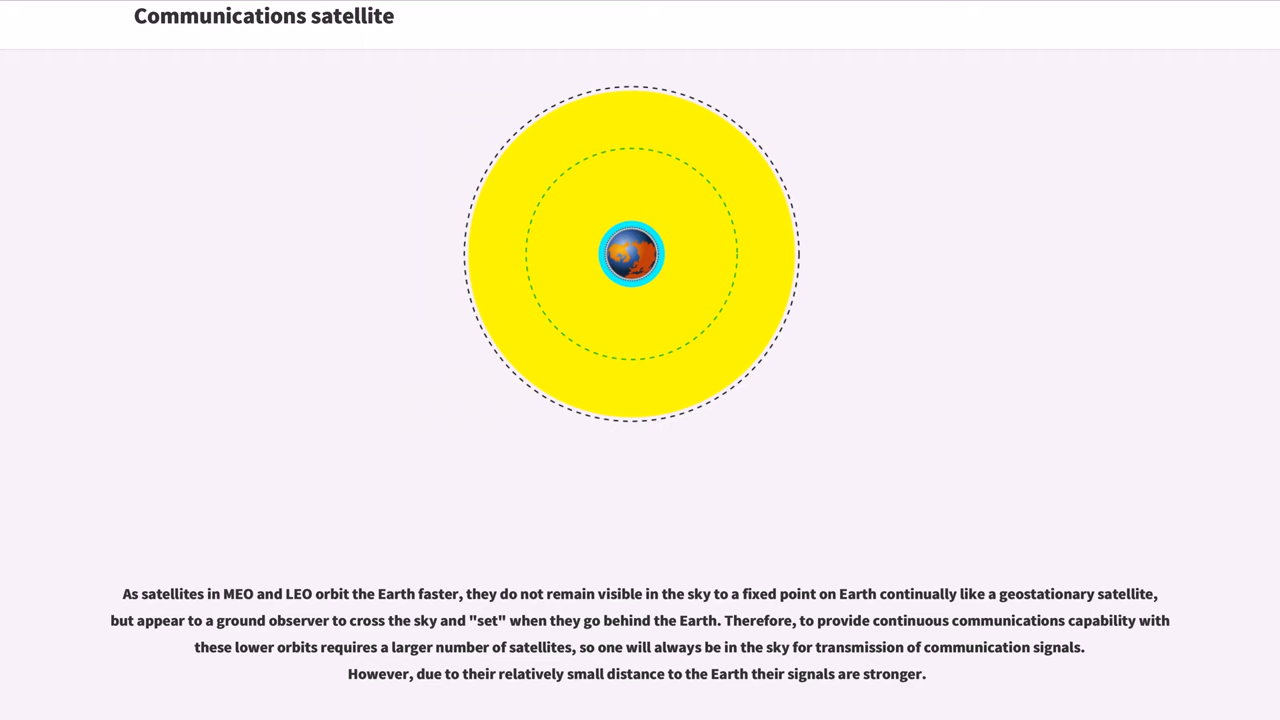 Communications satellite
As satellites in MEO and LEO orbit the Earth faster, they do not remain visible in the sky to a fixed point on Earth continually like a geostationary satellite,
but appear to a ground observer to cross the sky and "set" when they go behind the Earth. Therefore, to provide continuous communications capability with
these lower orbits requires a larger number of satellites, so one will always be in the sky for transmission of communication signals.
However, due to their relatively small distance to the Earth their signals are stronger.